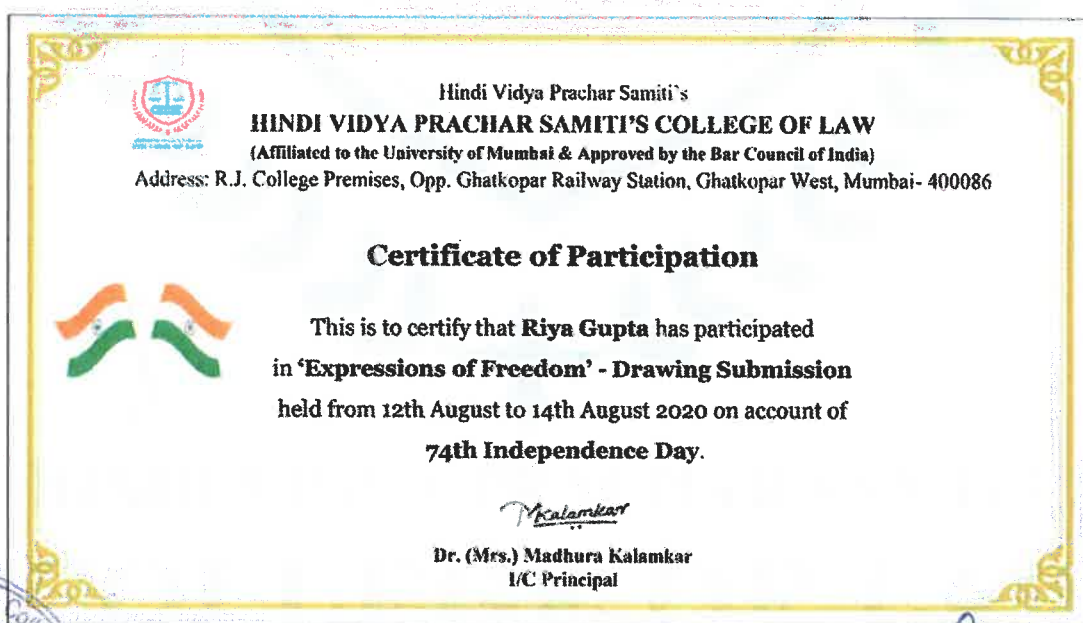 Hindi Vidya Prachar Samiti`s
HINDI VIDYA PRACHAR SAMITI'S COLLEGE OF LAW
(Affiliated to the University of Mumbai & Approved by the Bar Council of India)
Address: R.J. College Premises, Opp. Ghatkopar Railway Station, Ghatkopar West, Mumbai- 400086
Certificate of Participation
This is to certify that Riya Gupta has participated
in ‘Expressions of Freedom’ - Drawing Submission
held from 12th August to 14th August 2020 on account of
74th Independence Day.
Kalamkar
Dr. (Mrs.) Madhura Kalamkar
I/C Principal